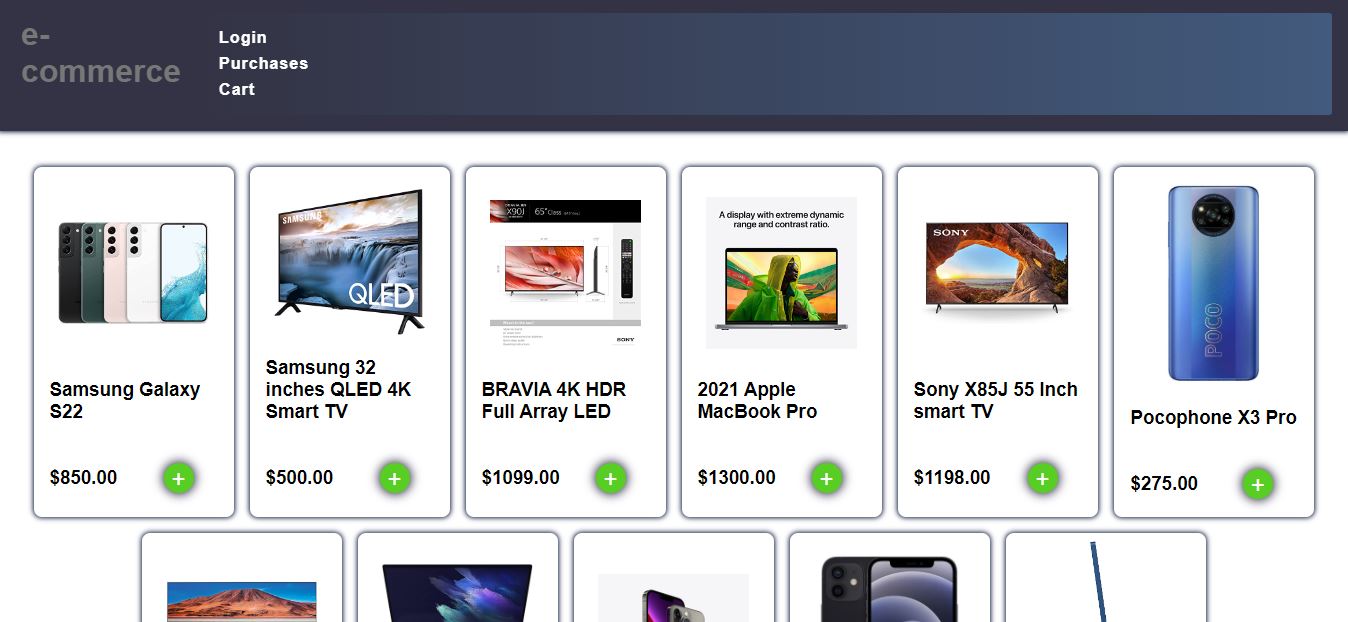 e-
commerce
Login
Purchases
Cart
SAMSUNG
QLED
X90J 65" Class
SONY
A display with extreme dynamic
range and contrast ratio.
SONY
POCO
Samsung Galaxy
S22
Samsung 32
inches QLED 4K
Smart TV
BRAVIA 4K HDR
Full Array LED
2021 Apple
MacBook Pro
Sony X85J 55 Inch
smart TV
Pocophone X3 Pro
$850.00
+
$500.00
+
$1099.00
+
$1300.00
+
$1198.00
+
$275.00
+